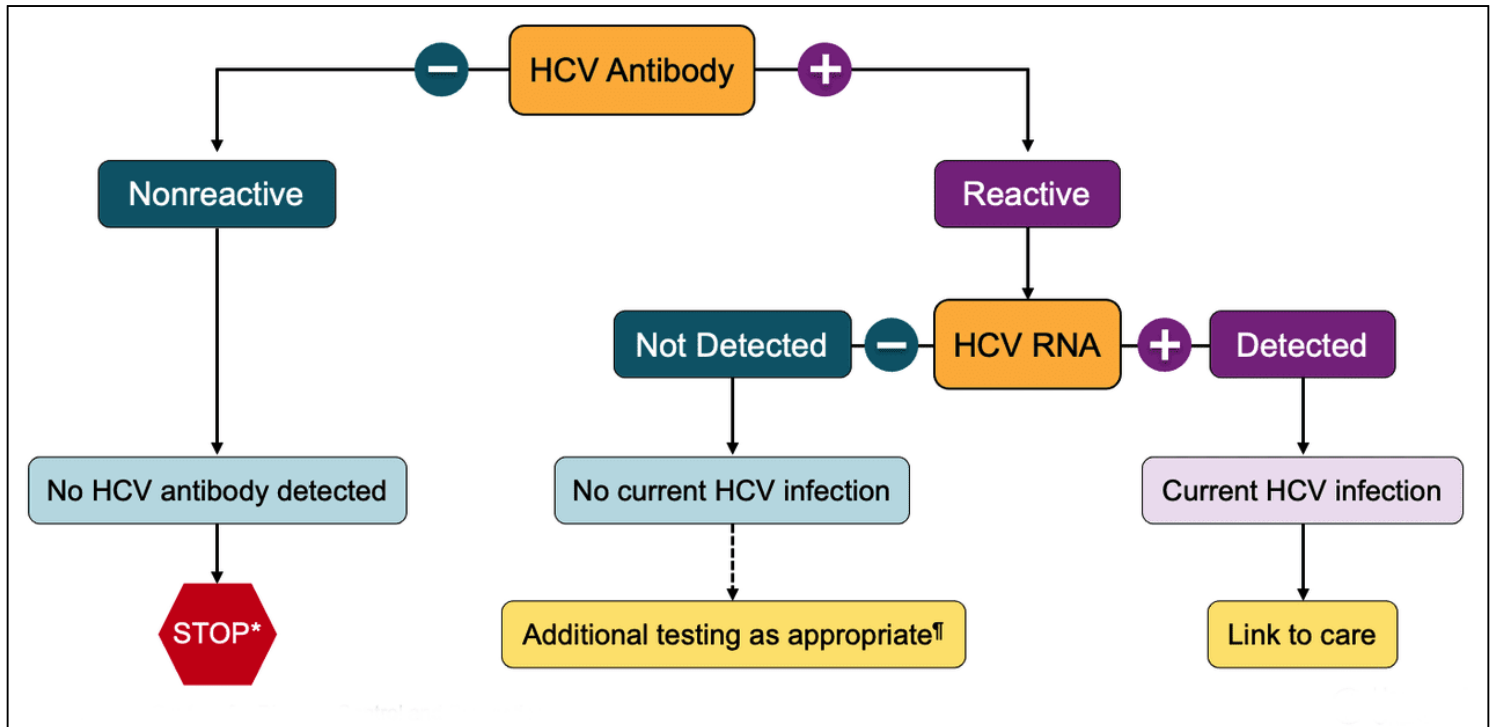 HCV Antibody
Nonreactive
Reactive
Not Detected
HCV RNA
Detected
No HCV antibody detected
No current HCV infection
Current HCV infection
STOP*
Additional testing as appropriate¶
Link to care